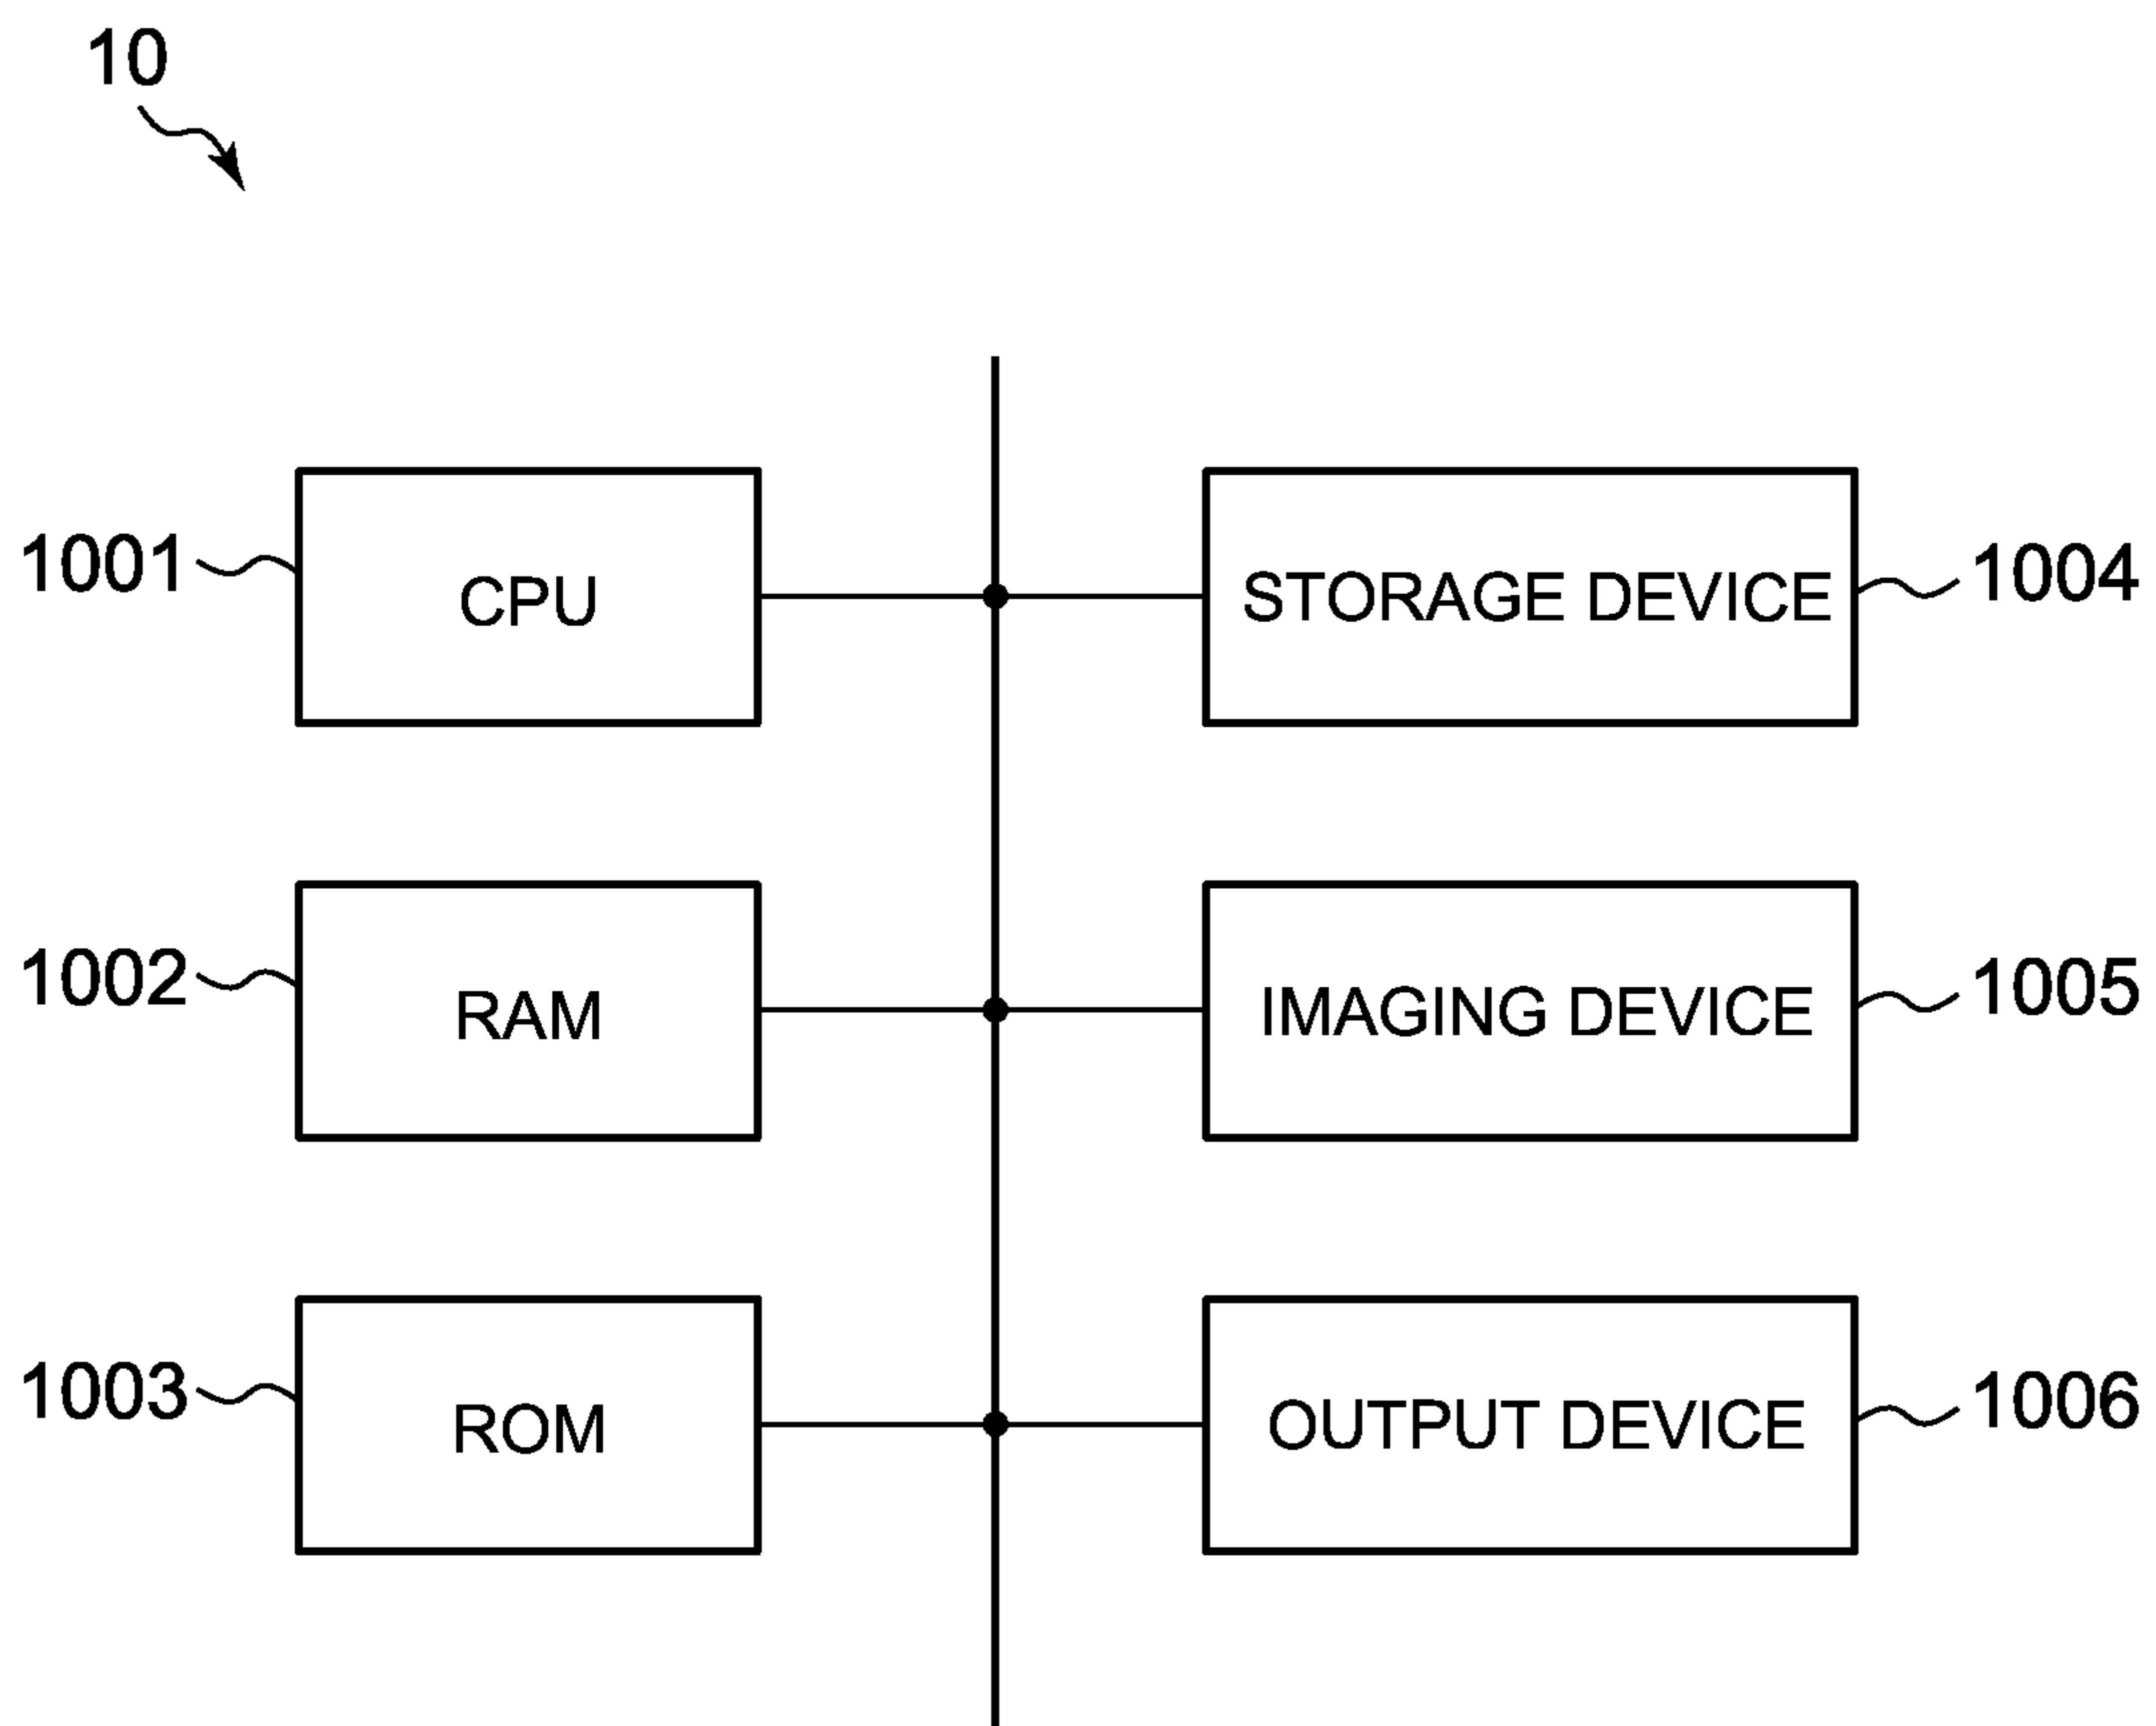 10
1001 CPU STORAGE DEVICE 1004
1002 RAM IMAGING DEVICE 1005
1003 ROM OUTPUT DEVICE 1006